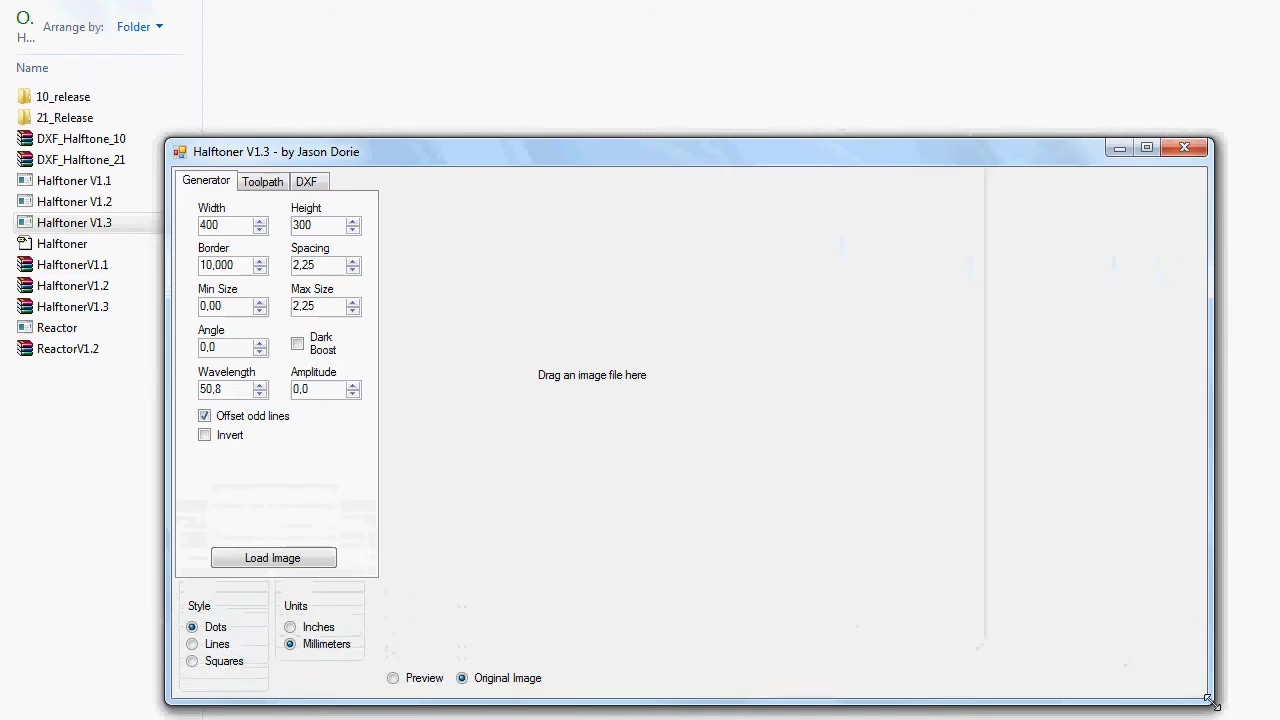 O.
H...
Arrange by: Folder
Name
10_release
21_Release
DXF_Halftone_10
DXF_Halftone_21
Halftoner V1.1
Halftoner V1.2
Halftoner V1.3
Halftoner
HalftonerV1.1
HalftonerV1.2
HalftonerV1.3
Reactor
ReactorV1.2
Halftoner V1.3 - by Jason Dorie
Generator Toolpath DXF
Width Height
400 300
Border Spacing
10,000 2,25
Min Size Max Size
0,00 2,25
Angle Dark
0,0 Boost
Wavelength Amplitude
50,8 0,0
Offset odd lines
Invert
Load Image
Style Units
Dots Inches
Lines Millimeters
Squares
Drag an image file here
Preview Original Image